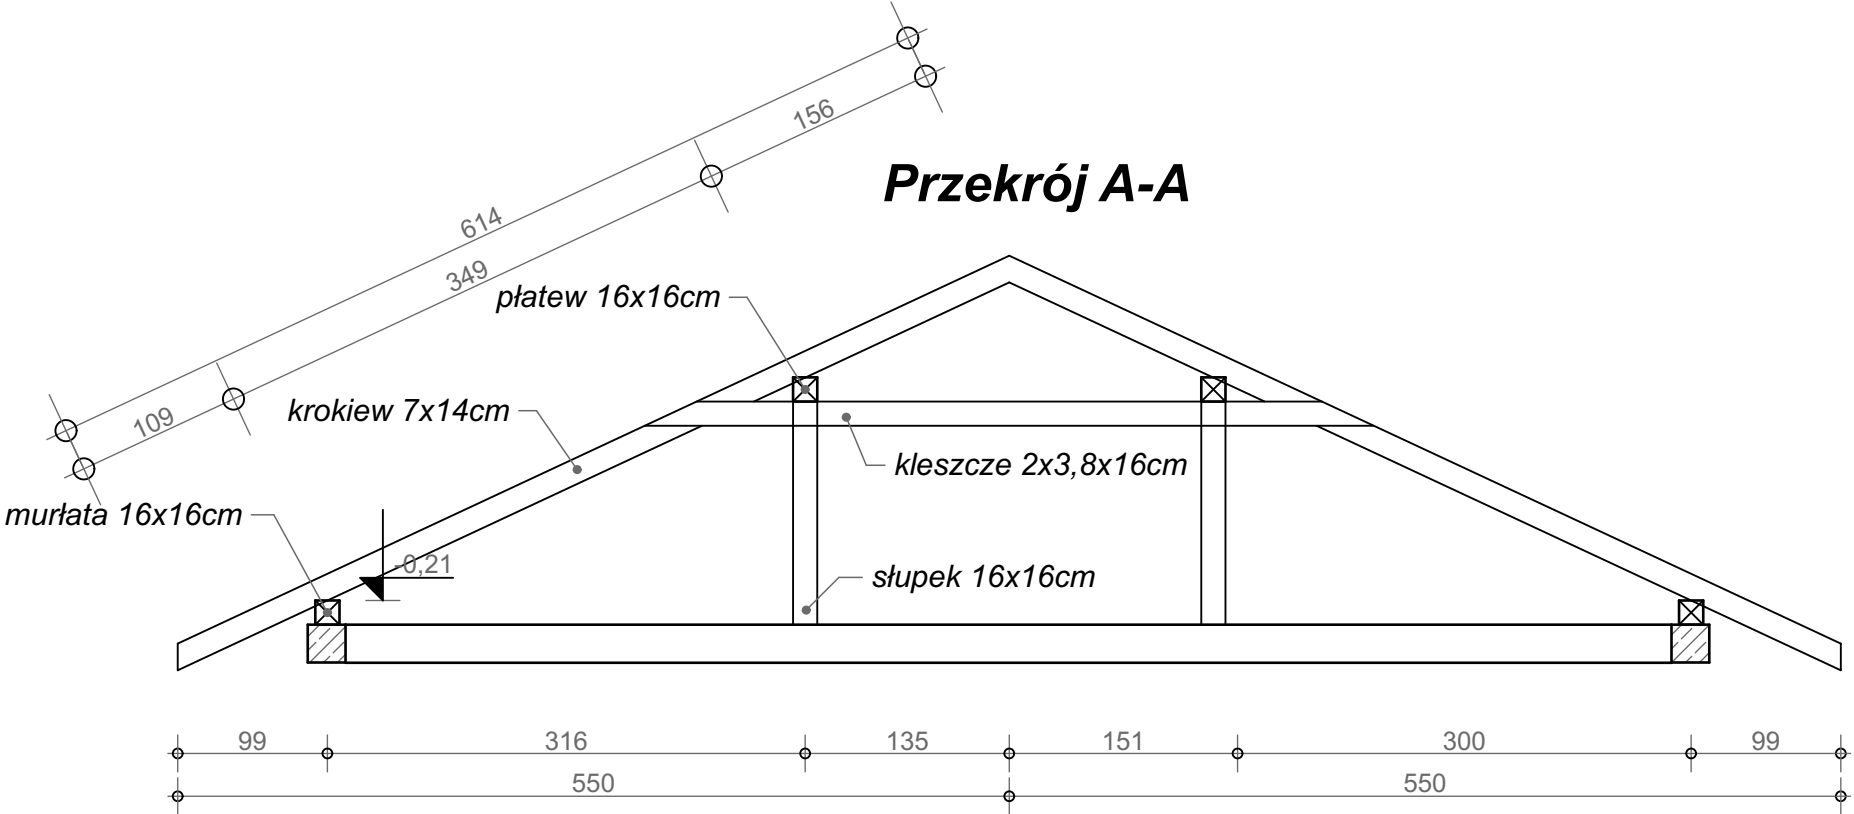 156
Przekrój A-A
614
349
płatew 16x16cm
109
krokiew 7x14cm
kleszcze 2x3,8x16cm
murłata 16x16cm
-0,21
słupek 16x16cm
99 316 135 151 300 99
550 550